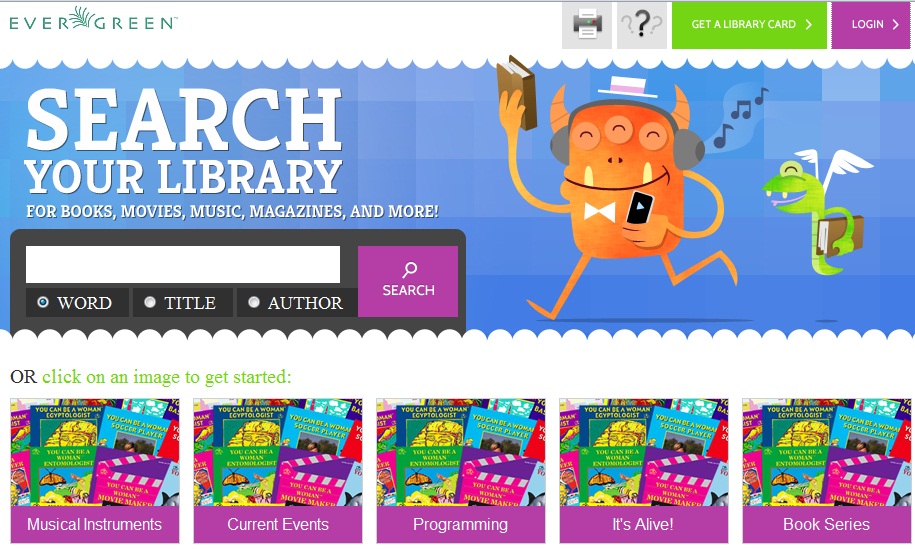 EVERGREEN™
???
GET A LIBRARY CARD >
LOGIN >
SEARCH
YOUR LIBRARY
FOR BOOKS, MOVIES, MUSIC, MAGAZINES, AND MORE!
SEARCH
WORD
TITLE
AUTHOR
OR click on an image to get started:
YOU CAN BE A WOMAN
EGYPTOLOGIST
YOU CAN BE A WOMAN
SOCCER PLAYER
YOU CAN BE A
WOMAN
ENTOMOLOGIST
YOU CAN BE A
WOMAN
MOVIE MAKER
YOU CAN BE A WOMAN
EGYPTOLOGIST
YOU CAN BE A WOMAN
SOCCER PLAYER
YOU CAN BE A
WOMAN
ENTOMOLOGIST
YOU CAN BE A
WOMAN
MOVIE MAKER
YOU CAN BE A WOMAN
EGYPTOLOGIST
YOU CAN BE A WOMAN
SOCCER PLAYER
YOU CAN BE A
WOMAN
ENTOMOLOGIST
YOU CAN BE A
WOMAN
MOVIE MAKER
YOU CAN BE A WOMAN
EGYPTOLOGIST
YOU CAN BE A WOMAN
SOCCER PLAYER
YOU CAN BE A
WOMAN
ENTOMOLOGIST
YOU CAN BE A
WOMAN
MOVIE MAKER
YOU CAN BE A WOMAN
EGYPTOLOGIST
YOU CAN BE A WOMAN
SOCCER PLAYER
YOU CAN BE A
WOMAN
ENTOMOLOGIST
YOU CAN BE A
WOMAN
MOVIE MAKER
Musical Instruments
Current Events
Programming
It's Alive!
Book Series